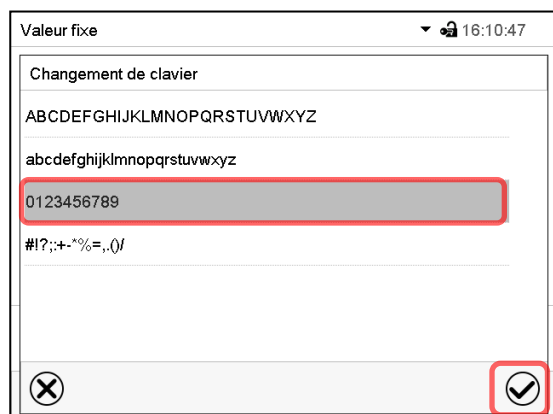 Valeur fixe 16:10:47
Changement de clavier
ABCDEFGHIJKLMNOPQRSTUVWXYZ
abcdefghijklmnopqrstuvwxyz
0123456789
#!?;:+-*%=,.()/